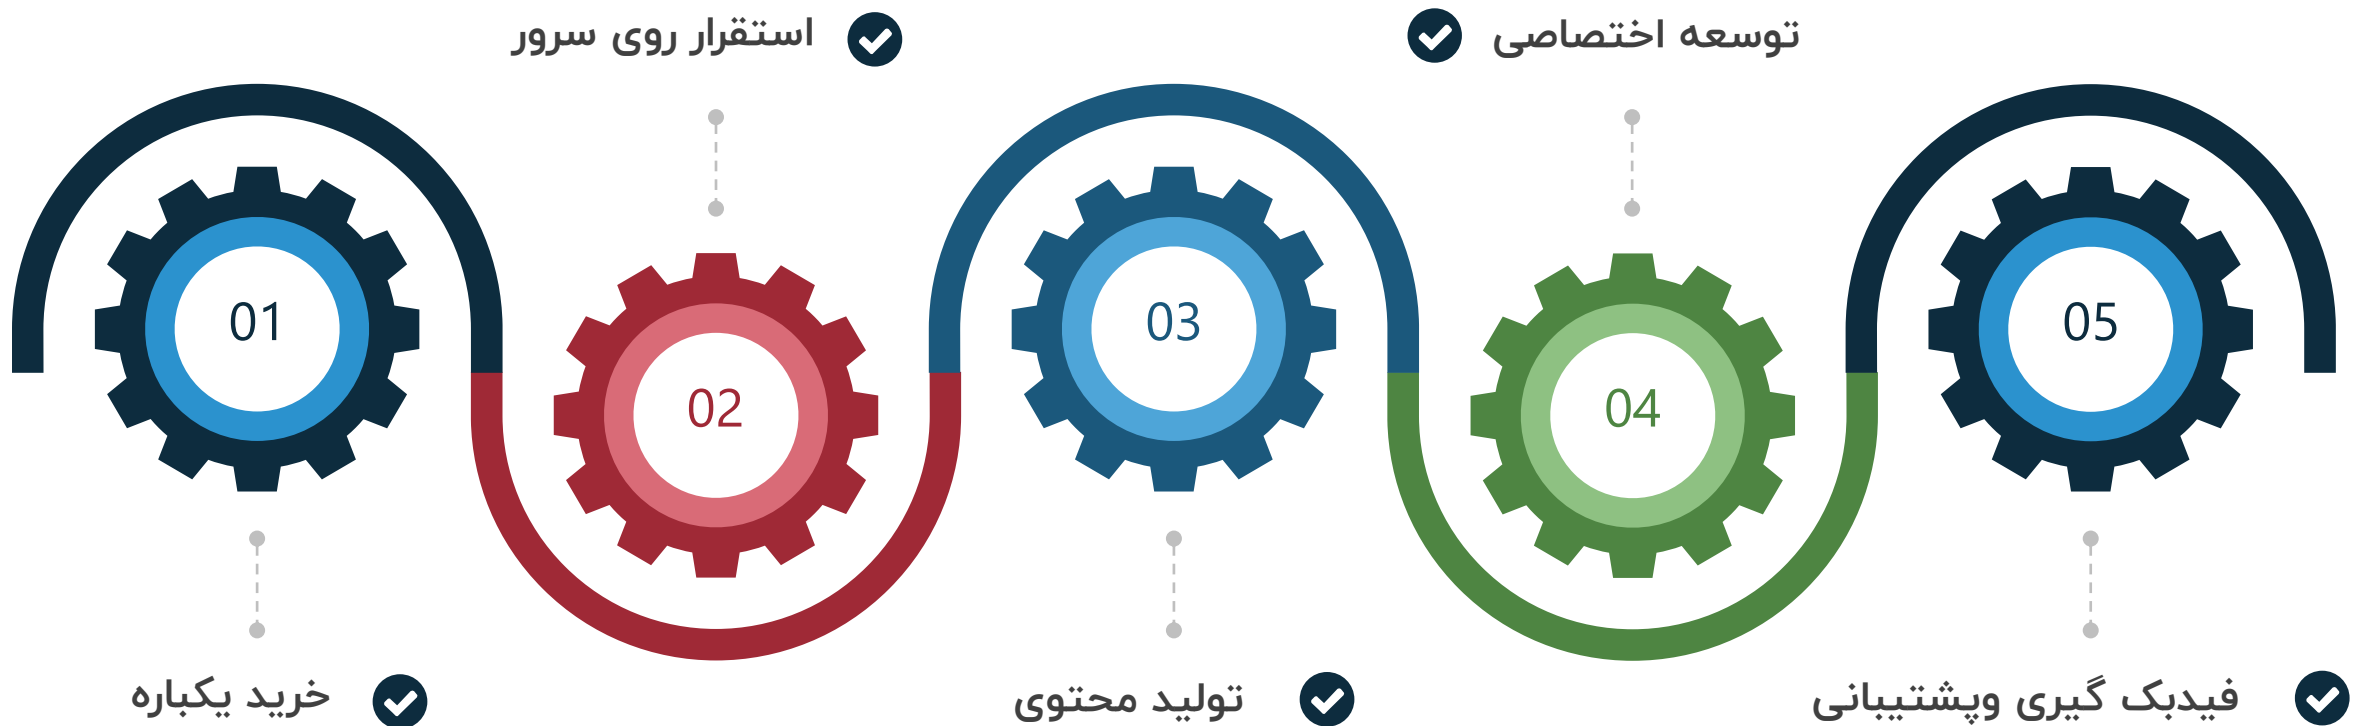 استقرار روی سرور
توسعه اختصاصی
01
02
03
04
05
خرید یکباره
تولید محتوی
فیدبک گیری وپشتیبانی